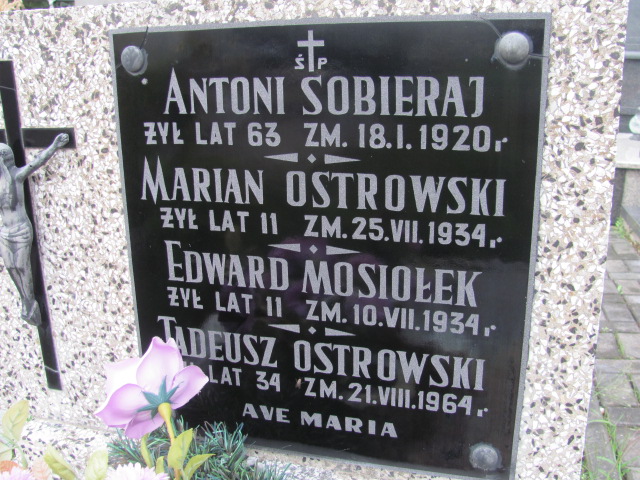 Ś P
ANTONI SOBIERAJ
ŻYŁ LAT 63 ZM. 18.I.1920 r.
MARIAN OSTROWSKI
ŻYŁ LAT 11 ZM. 25.VII.1934 r.
EDWARD MOSIOŁEK
ŻYŁ LAT 11 ZM. 10.VII.1934 r.
TADEUSZ OSTROWSKI
LAT 34 ZM. 21.VIII.1964 r.
AVE MARIA